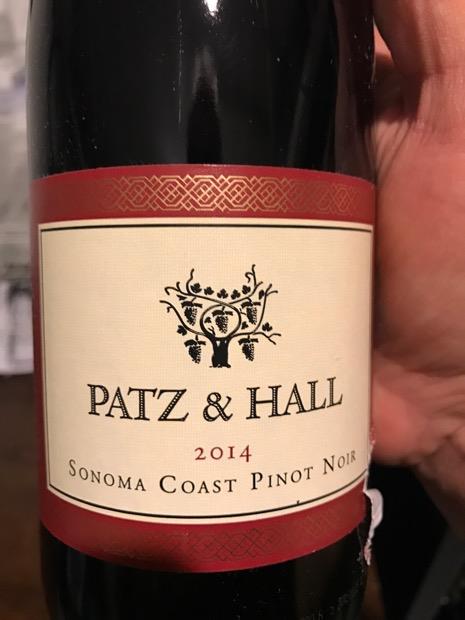 PATZ & HALL
2014
SONOMA COAST PINOT NOIR